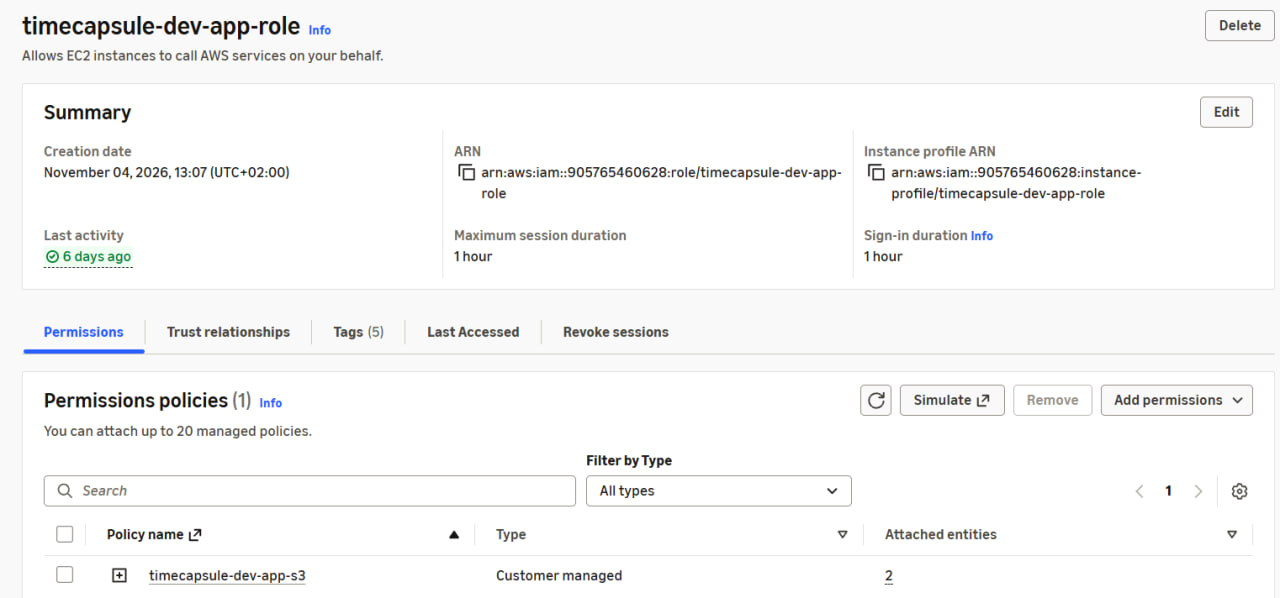 timecapsule-dev-app-role Info
Delete
Allows EC2 instances to call AWS services on your behalf.
Summary
Edit
Creation date
November 04, 2026, 13:07 (UTC+02:00)
ARN
arn:aws:iam::905765460628:role/timecapsule-dev-app-
role
Instance profile ARN
arn:aws:iam::905765460628:instance-
profile/timecapsule-dev-app-role
Last activity
6 days ago
Maximum session duration
1 hour
Sign-in duration Info
1 hour
Permissions
Trust relationships
Tags (5)
Last Accessed
Revoke sessions
Permissions policies (1) Info
Simulate
Remove
Add permissions
You can attach up to 20 managed policies.
Filter by Type
Search
All types
1
Policy name
Type
Attached entities
timecapsule-dev-app-s3
Customer managed
2